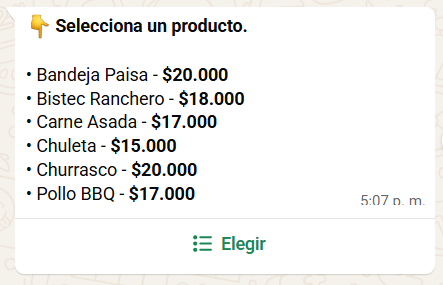 👇 Selecciona un producto.
• Bandeja Paisa - $20.000
• Bistec Ranchero - $18.000
• Carne Asada - $17.000
• Chuleta - $15.000
• Churrasco - $20.000
• Pollo BBQ - $17.000
5:07 p. m.
Elegir